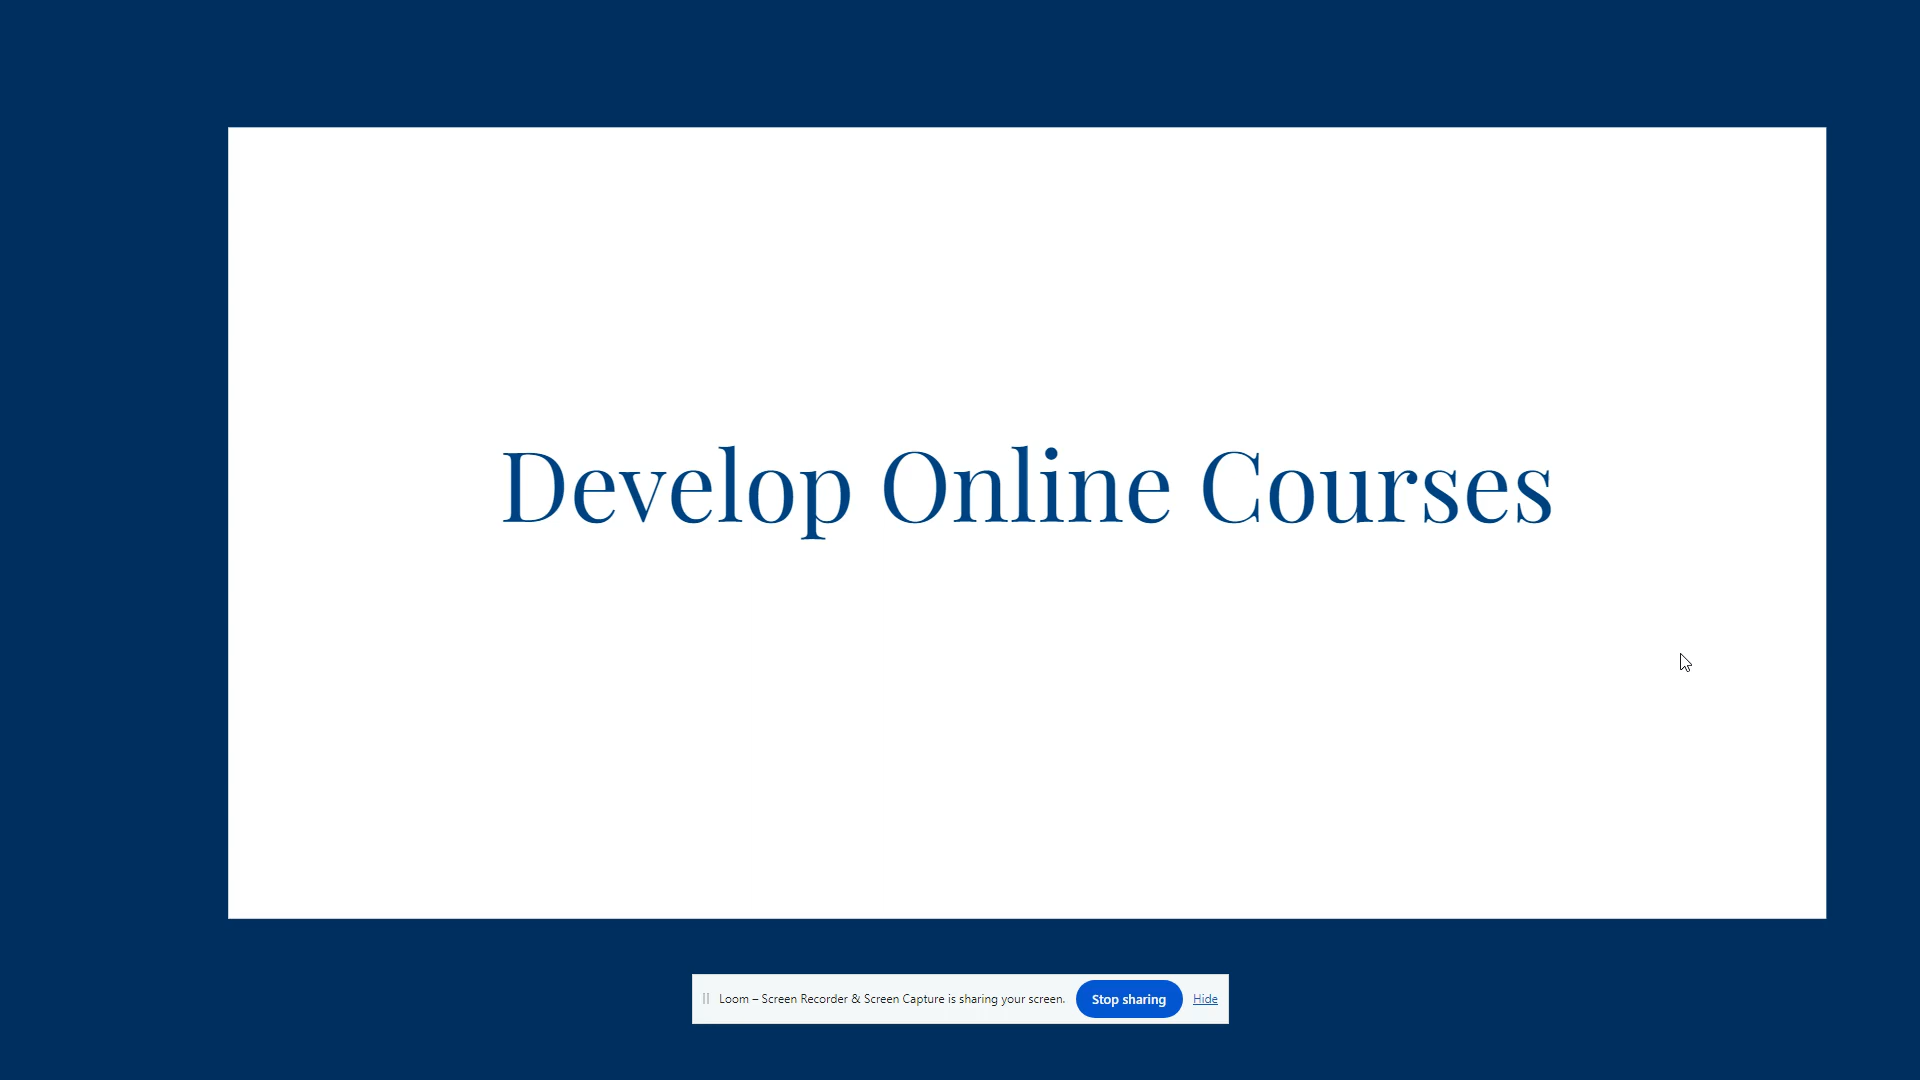 Develop Online Courses
Loom – Screen Recorder & Screen Capture is sharing your screen. Stop sharing Hide